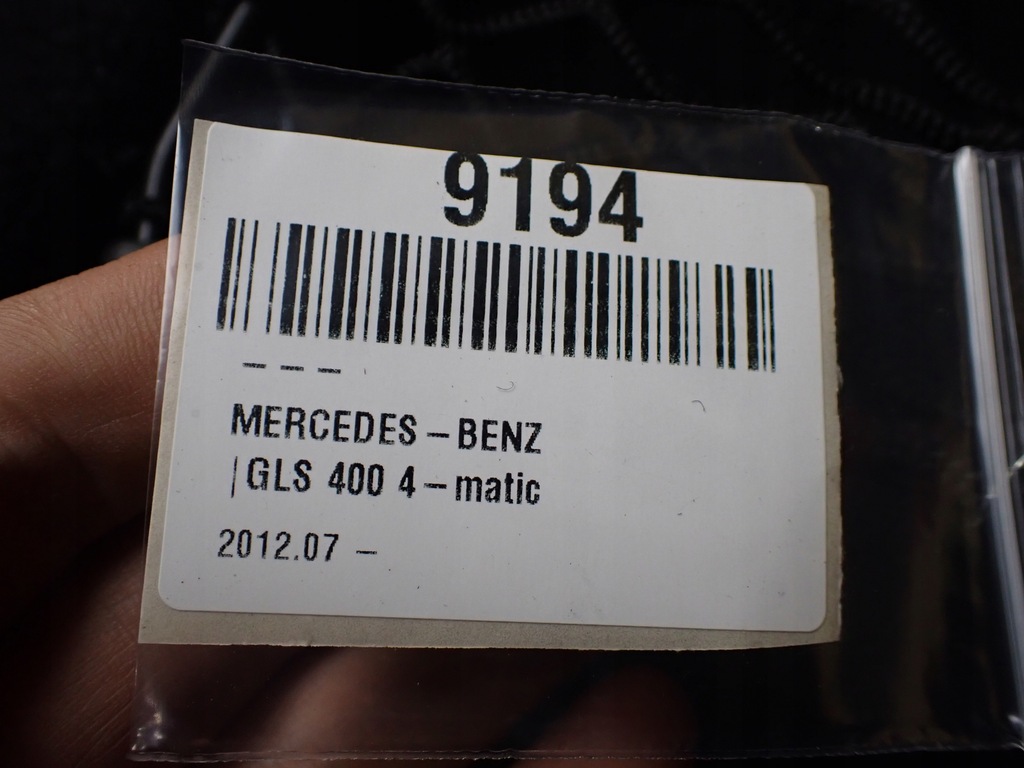 9194
– – –
MERCEDES – BENZ
|GLS 400 4 – matic
2012.07 –